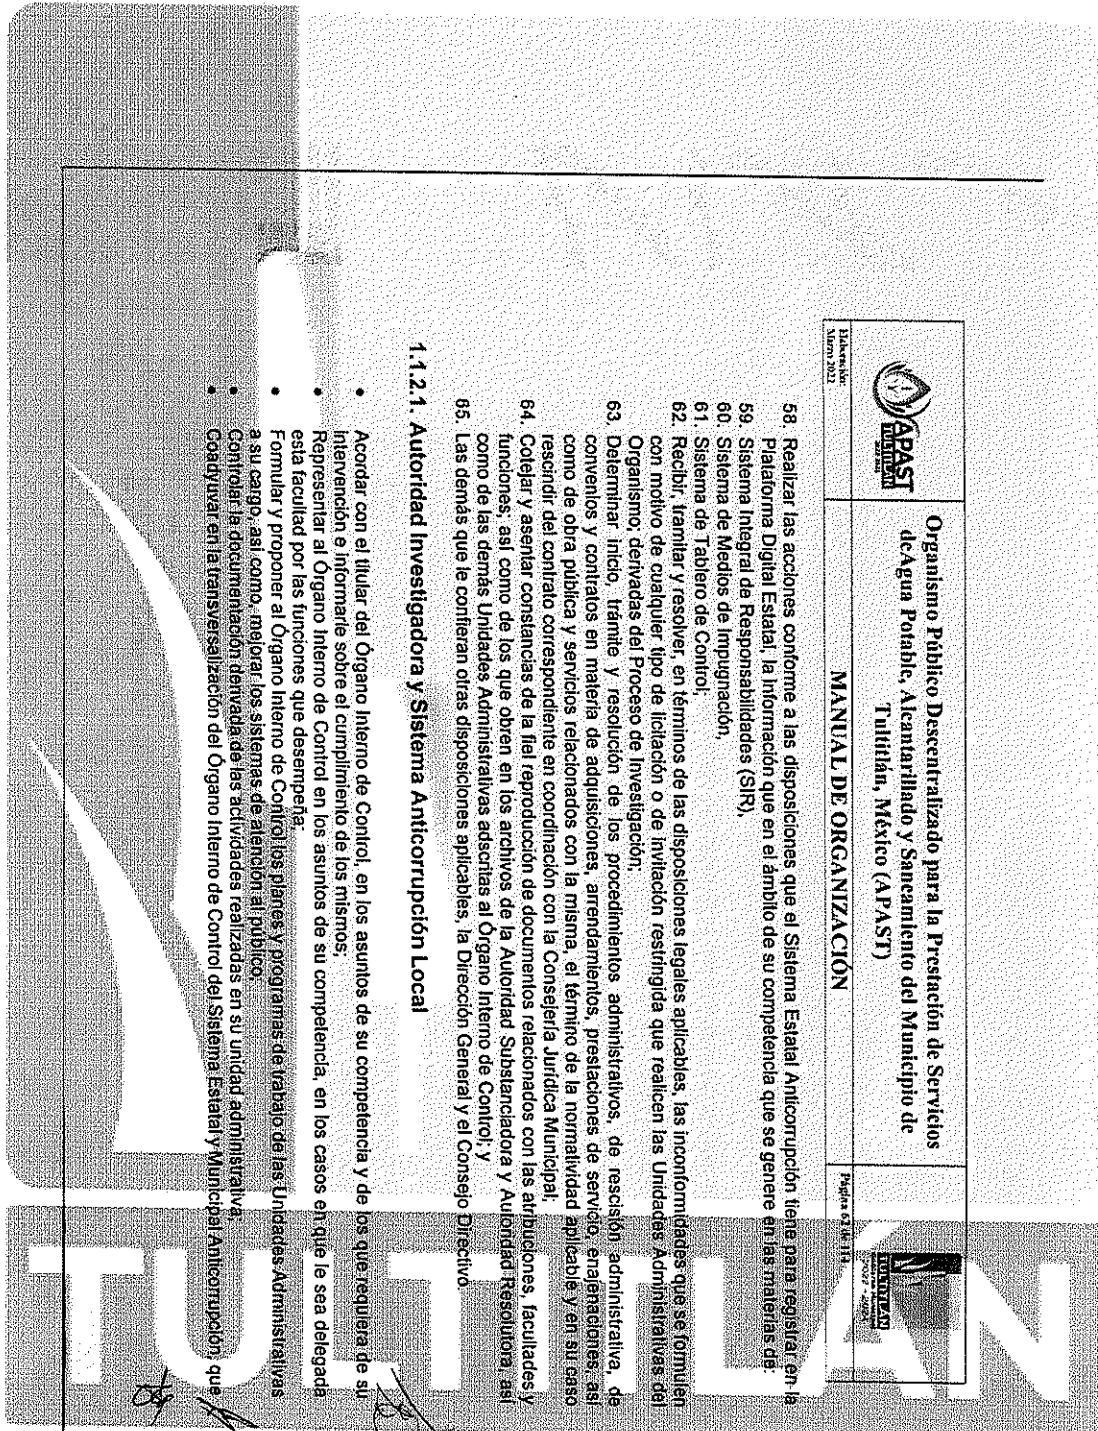 APAST
TULTITLÁN
2022-2024
Organismo Público Descentralizado para la Prestación de Servicios
deAgua Potable, Alcantarillado y Saneamiento del Municipio de
Tultitlán, México (APAST)
TULTITLÁN
2022 - 2024
Elaboración:
Marzo 2022
MANUAL DE ORGANIZACIÓN
Página 62 de 114
58. Realizar las acciones conforme a las disposiciones que el Sistema Estatal Anticorrupción tiene para registrar en la
Plataforma Digital Estatal, la Información que en el ámbito de su competencia que se genere en las materias de:
59. Sistema Integral de Responsabilidades (SIR),
60. Sistema de Medios de Impugnación,
61. Sistema de Tablero de Control;
62. Recibir, tramitar y resolver, en términos de las disposiciones legales aplicables, las inconformidades que se formulen
con motivo de cualquier tipo de licitación o de invitación restringida que realicen las Unidades Administrativas del
Organismo; derivadas del Proceso de Investigación;
63. Determinar inicio, trámite y resolución de los procedimientos administrativos, de rescisión administrativa, de
convenios y contratos en materia de adquisiciones, arrendamientos, prestaciones de servicio, enajenaciones, así
como de obra pública y servicios relacionados con la misma, el término de la normatividad aplicable y en su caso
rescindir del contrato correspondiente en coordinación con la Consejería Jurídica Municipal;
64. Cotejar y asentar constancias de la fiel reproducción de documentos relacionados con las atribuciones, facultades y
funciones; así como de los que obren en los archivos de la Autoridad Substanciadora y Autoridad Resolutora, así
como de las demás Unidades Administrativas adscritas al Órgano Interno de Control; y
65. Las demás que le confieran otras disposiciones aplicables, la Dirección General y el Consejo Directivo.
1.1.2.1. Autoridad Investigadora y Sistema Anticorrupción Local
• Acordar con el titular del Órgano Interno de Control, en los asuntos de su competencia y de los que requiera de su
intervención e informarle sobre el cumplimiento de los mismos;
• Representar al Órgano Interno de Control en los asuntos de su competencia, en los casos en que le sea delegada
esta facultad por las funciones que desempeña;
• Formular y proponer al Órgano Interno de Control los planes y programas de trabajo de las Unidades Administrativas
a su cargo, así como, mejorar los sistemas de atención al público;
• Controlar la documentación derivada de las actividades realizadas en su unidad administrativa;
• Coadyuvar en la transversalización del Órgano Interno de Control del Sistema Estatal y Municipal Anticorrupción, que
TULTITLÁN